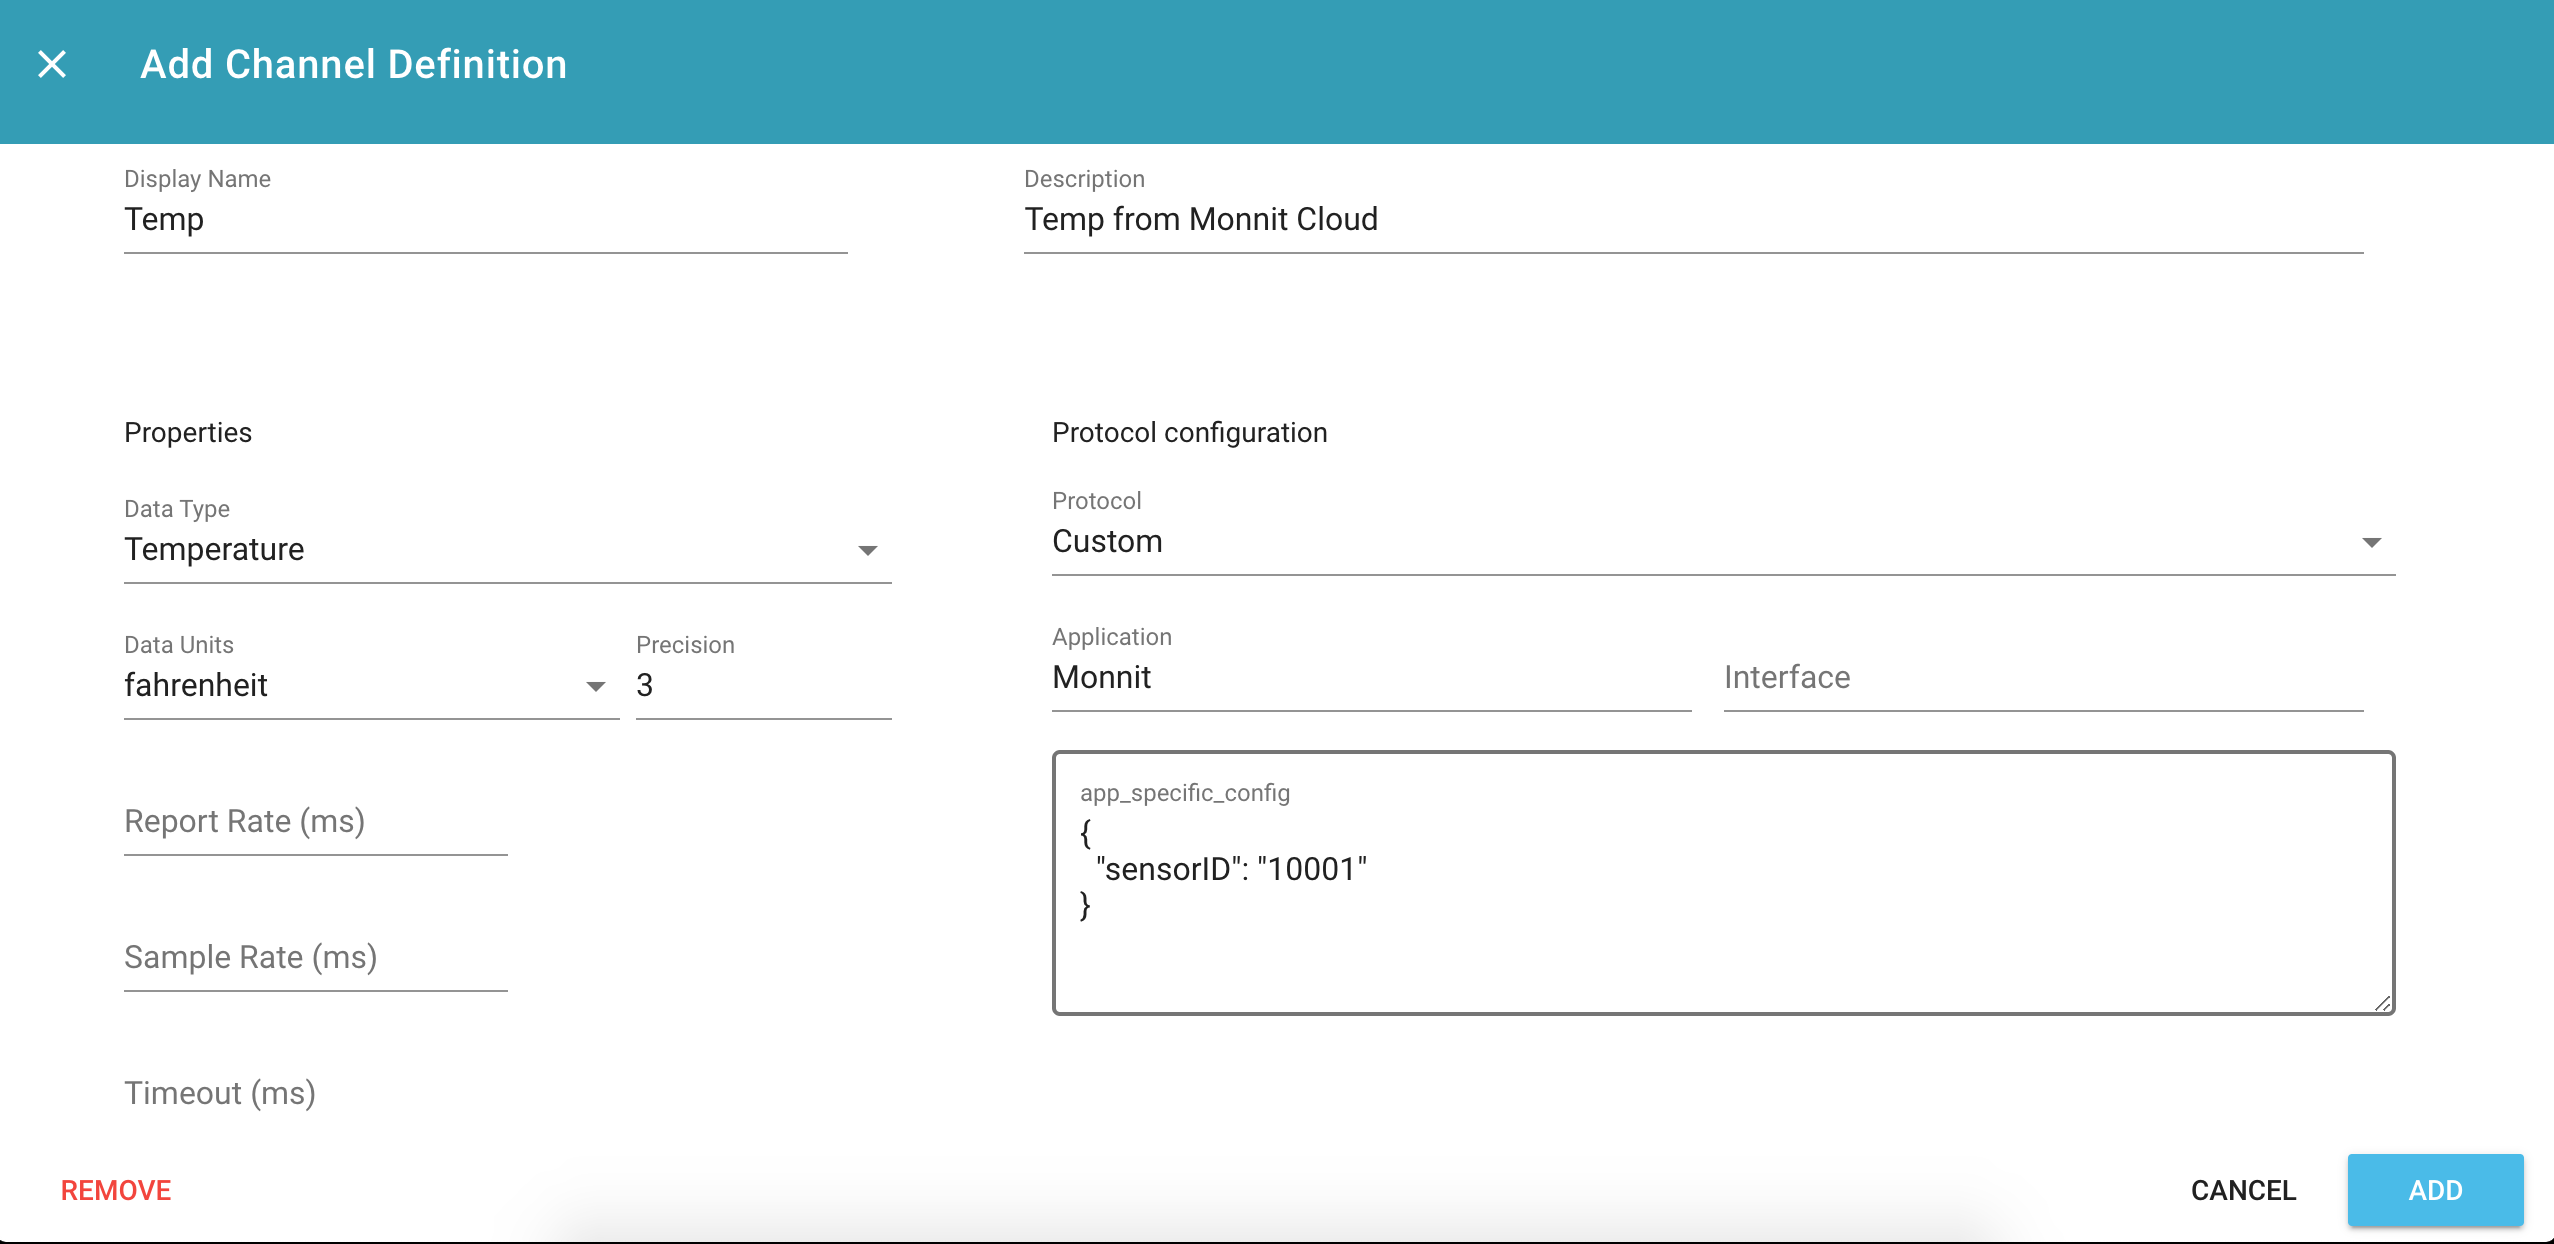 Add Channel Definition
Display Name
Temp
Description
Temp from Monnit Cloud
Properties
Protocol configuration
Data Type
Temperature
Protocol
Custom
Data Units
fahrenheit
Precision
3
Application
Monnit
Interface
app_specific_config
{
"sensorID": "10001"
}
Report Rate (ms)
Sample Rate (ms)
Timeout (ms)
REMOVE
CANCEL
ADD